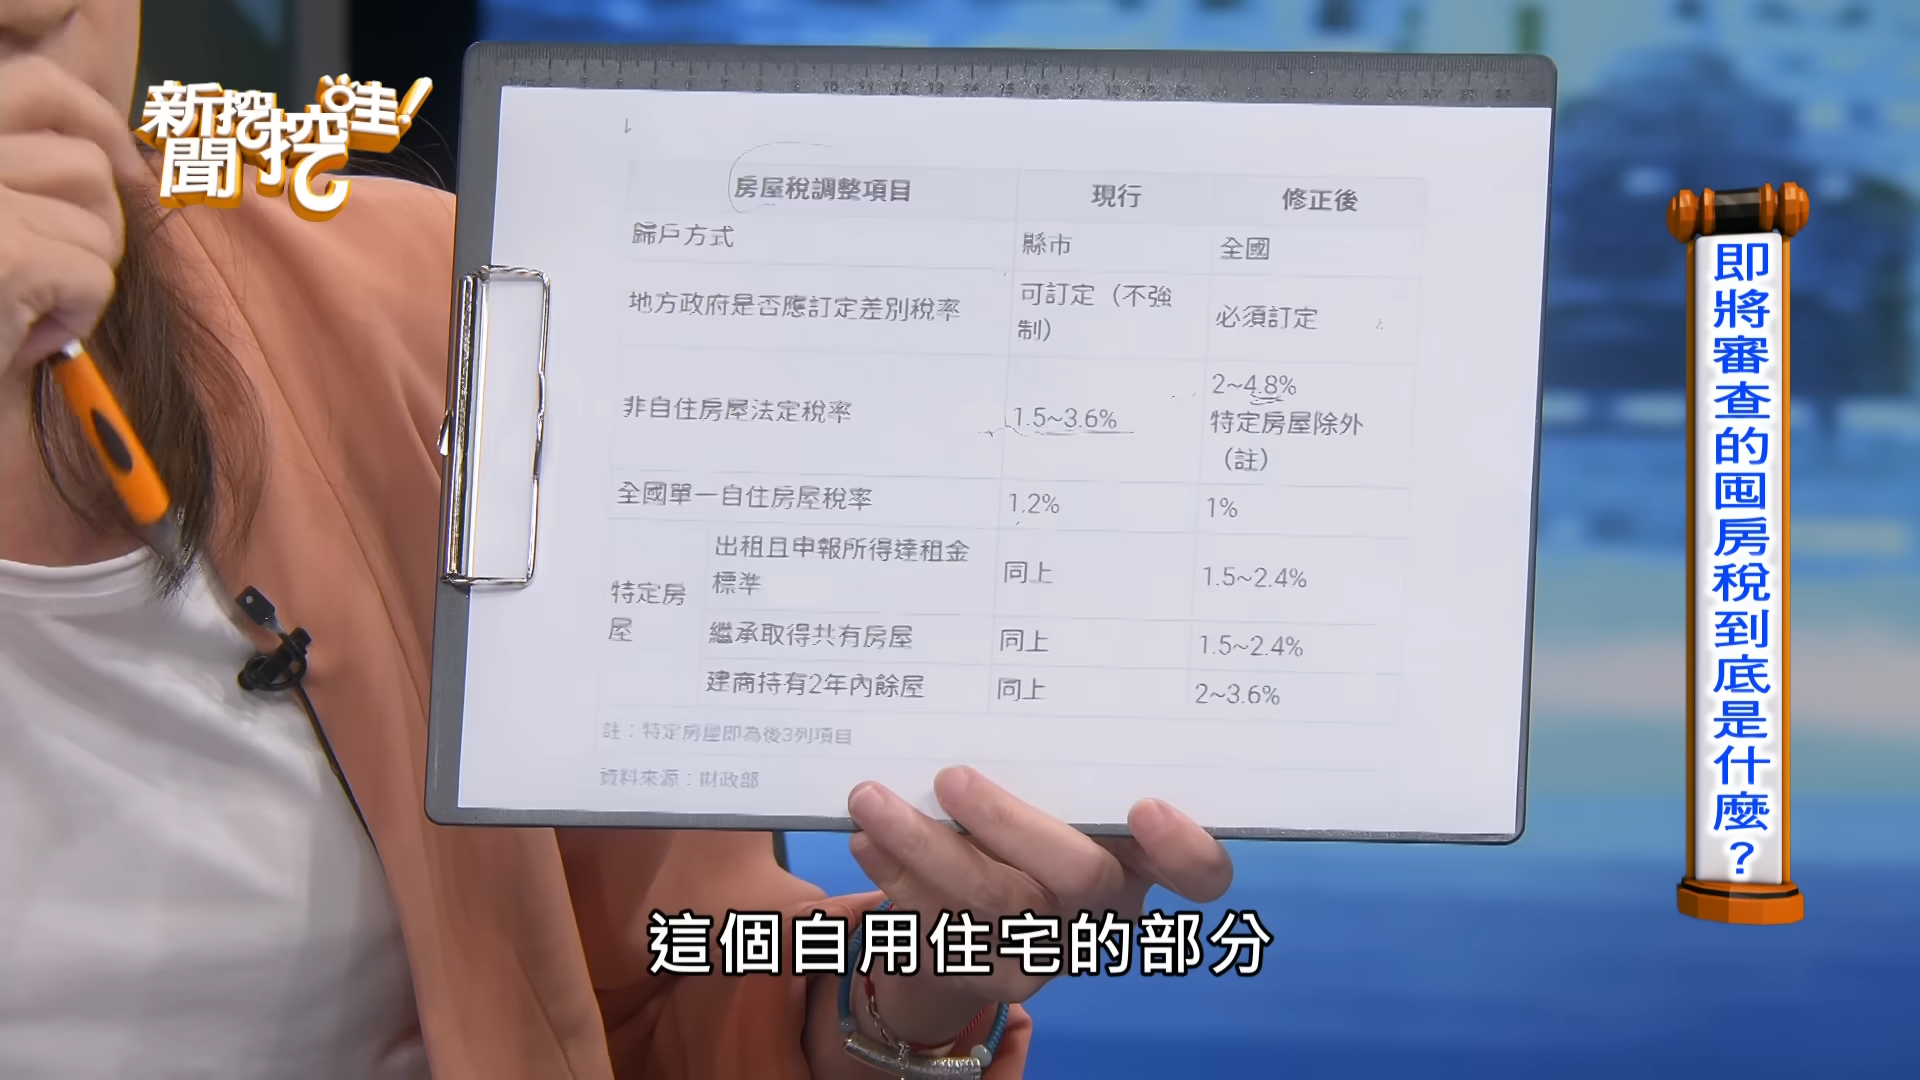 新聞挖挖哇!
房屋稅調整項目 現行 修正後
歸戶方式 縣市 全國
地方政府是否應訂定差別稅率 可訂定（不強
制） 必須訂定
非自住房屋法定稅率 1.5~3.6% 2~4.8%
特定房屋除外
（註）
全國單一自住房屋稅率 1.2% 1%
特定房
屋
出租且申報所得達租金
標準 同上 1.5~2.4%
繼承取得共有房屋 同上 1.5~2.4%
建商持有2年內餘屋 同上 2~3.6%
註：特定房屋即為後3列項目
資料來源：財政部
即將審查的囤房稅到底是什麼?
這個自用住宅的部分